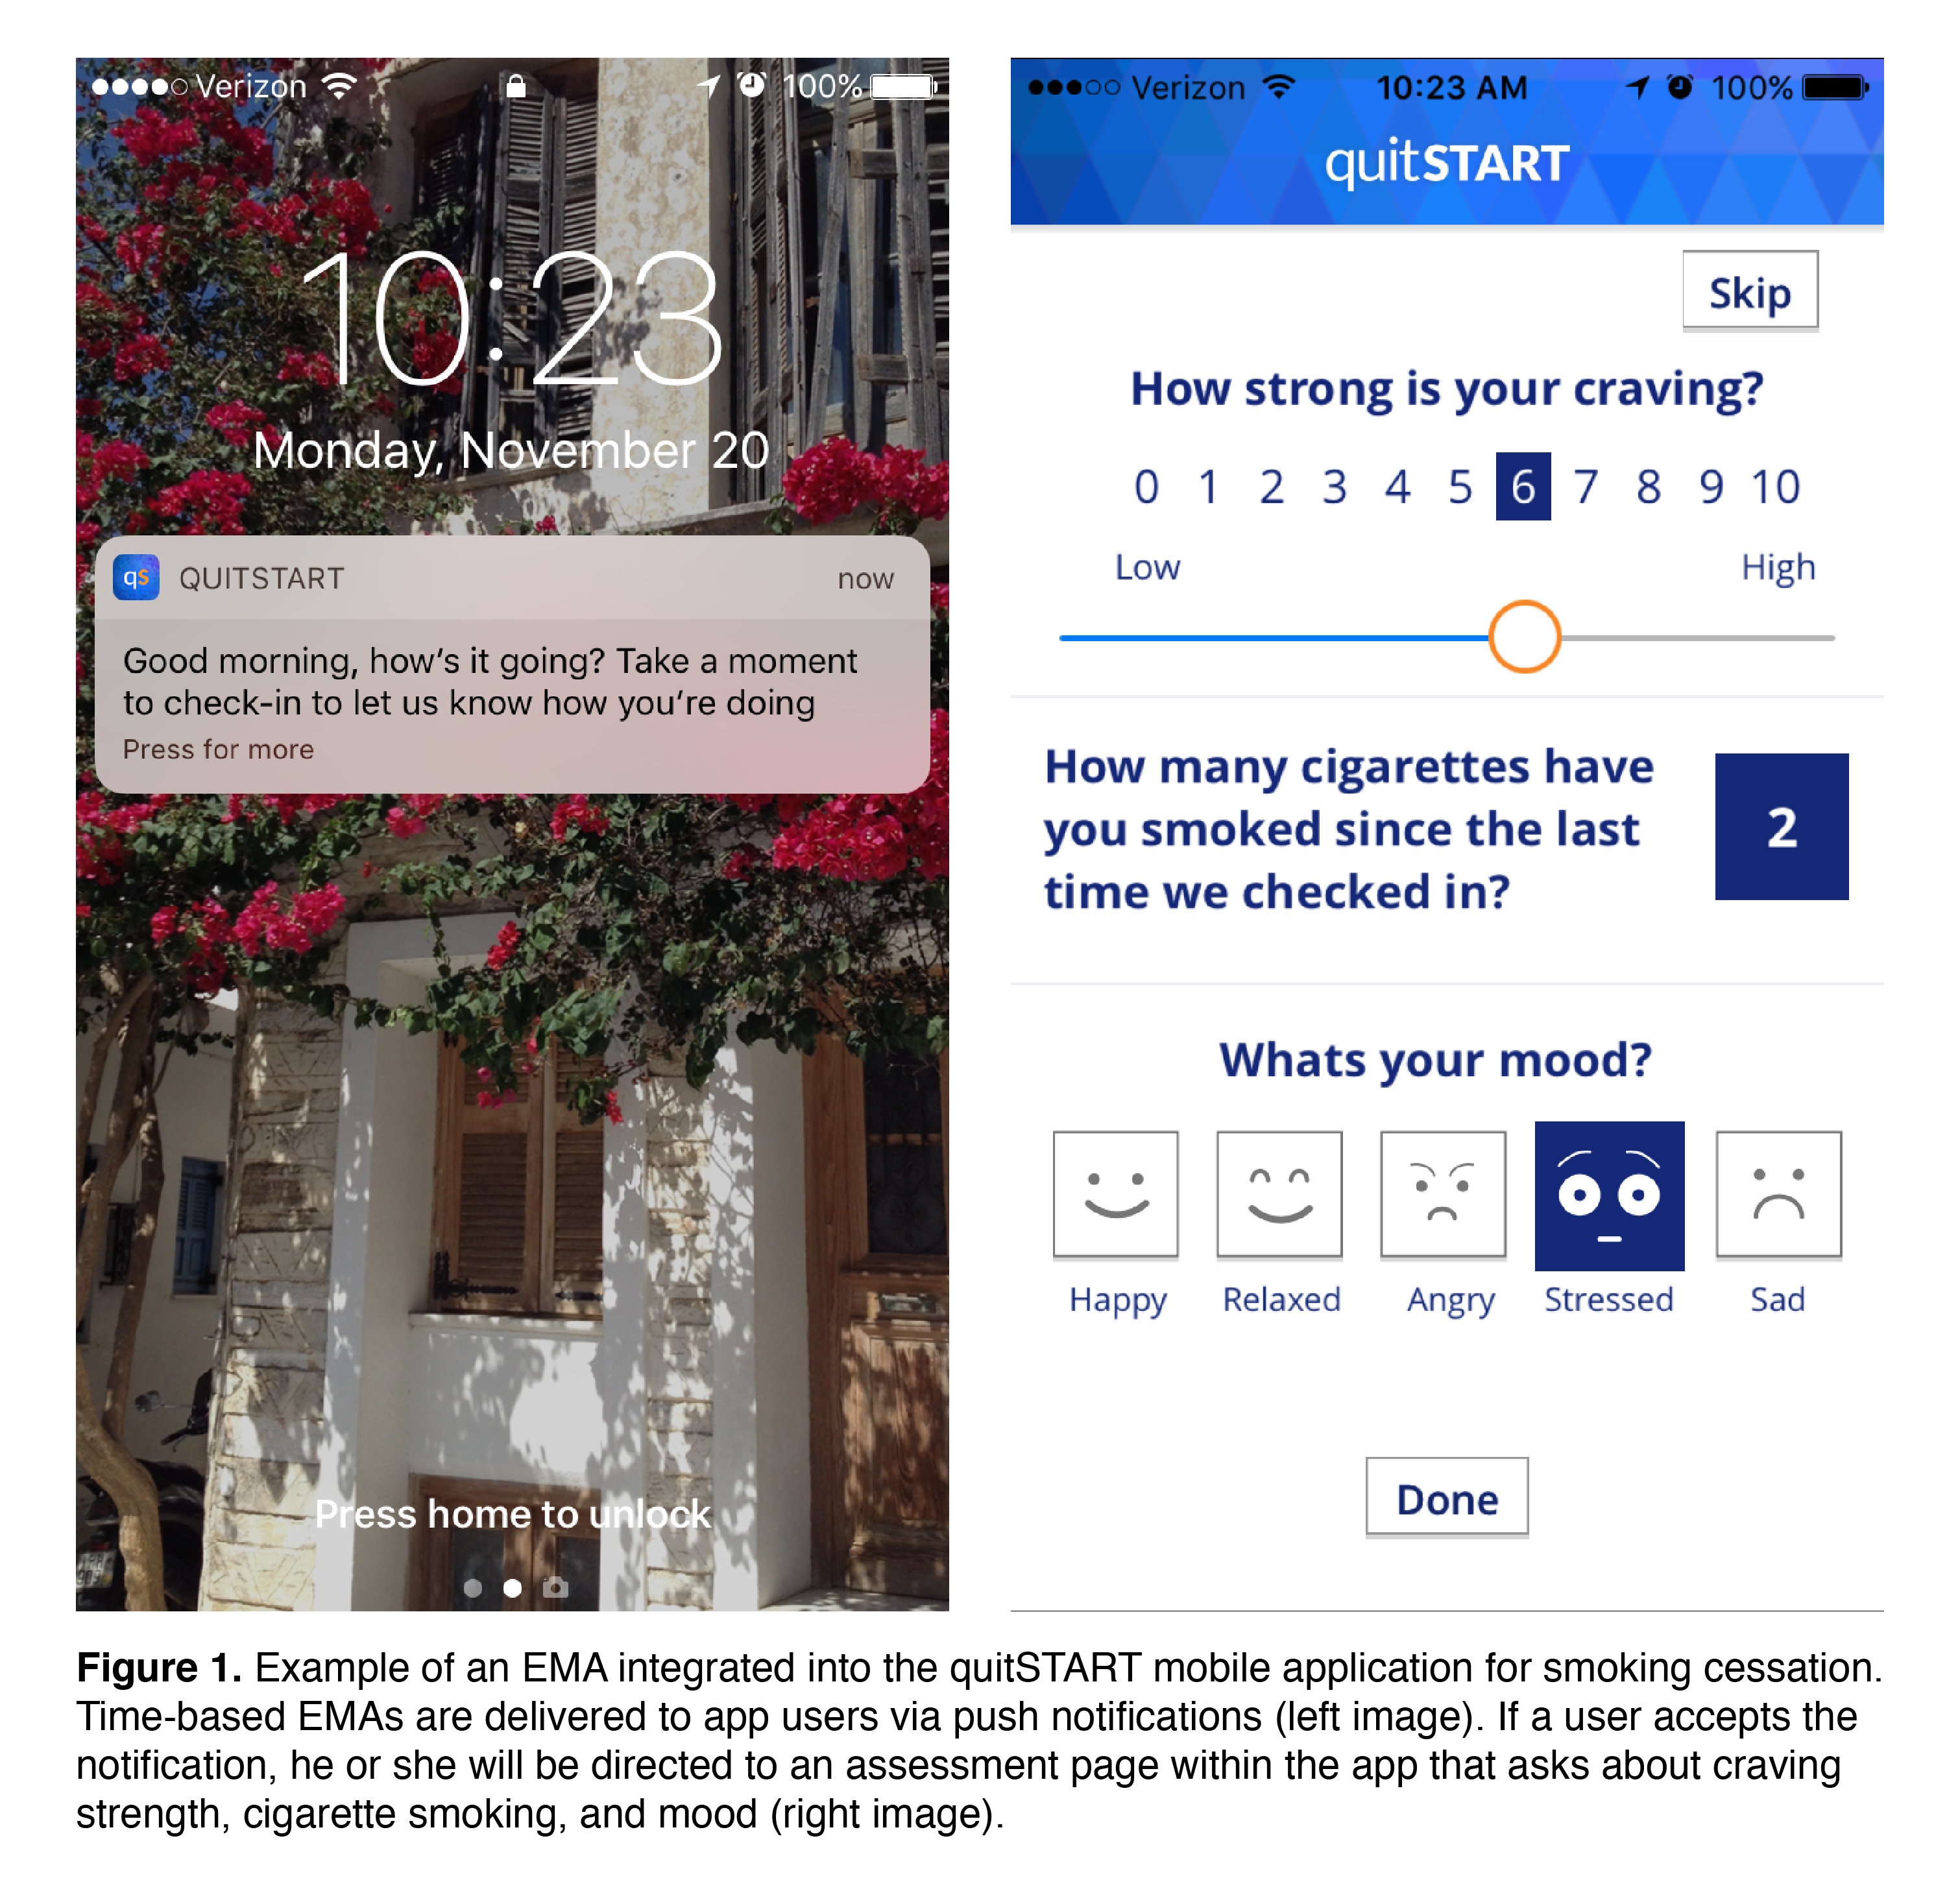 Verizon 100%
10:23
Monday, November 20
qs QUITSTART now
Good morning, how's it going? Take a moment
to check-in to let us know how you're doing
Press for more
Press home to unlock
Verizon 10:23 AM 100%
quitSTART
Skip
How strong is your craving?
0 1 2 3 4 5 6 7 8 9 10
Low High
How many cigarettes have
you smoked since the last
time we checked in?
2
Whats your mood?
Happy Relaxed Angry Stressed Sad
Done
Figure 1. Example of an EMA integrated into the quitSTART mobile application for smoking cessation.
Time-based EMAs are delivered to app users via push notifications (left image). If a user accepts the
notification, he or she will be directed to an assessment page within the app that asks about craving
strength, cigarette smoking, and mood (right image).